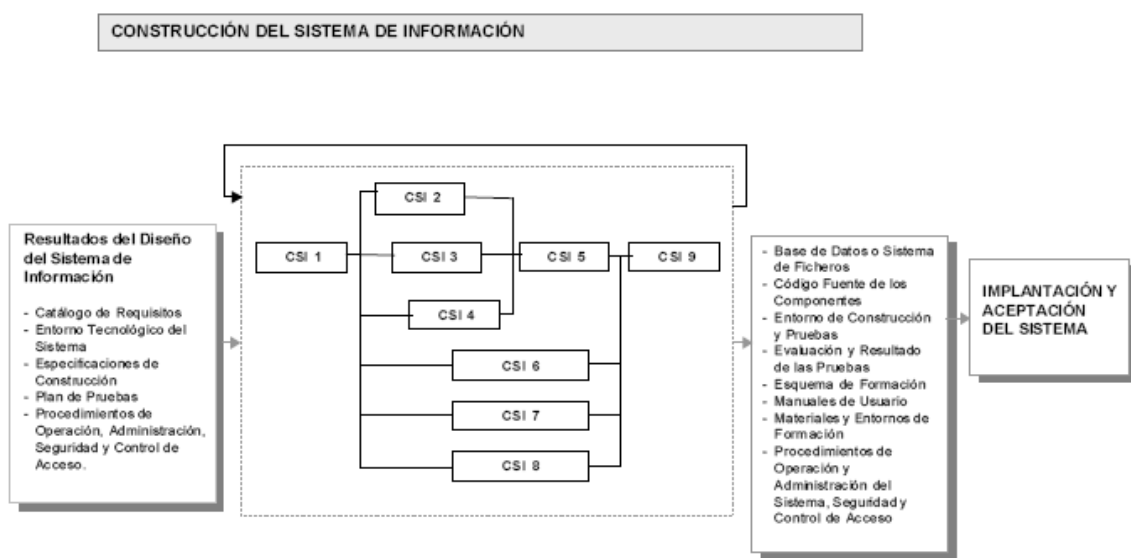 CONSTRUCCIÓN DEL SISTEMA DE INFORMACIÓN
Resultados del Diseño
del Sistema de
Información
- Catálogo de Requisitos
- Entorno Tecnológico del
Sistema
- Especificaciones de
Construcción
- Plan de Pruebas
- Procedimientos de
Operación, Administración,
Seguridad y Control de
Acceso.
CSI 1
CSI 2
CSI 3
CSI 4
CSI 5
CSI 6
CSI 7
CSI 8
CSI 9
- Base de Datos o Sistema
de Ficheros
- Código Fuente de los
Componentes
- Entorno de Construcción
y Pruebas
- Evaluación y Resultado
de las Pruebas
- Esquema de Formación
- Manuales de Usuario
- Materiales y Entornos de
Formación
- Procedimientos de
Operación y
Administración del
Sistema, Seguridad y
Control de Acceso
IMPLANTACIÓN Y
ACEPTACIÓN
DEL SISTEMA